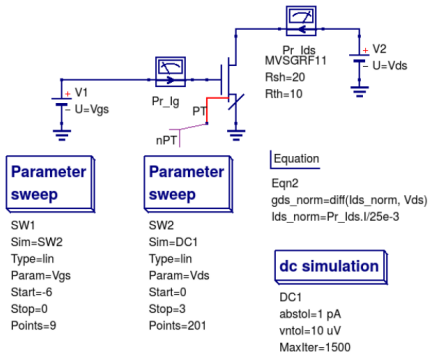 Pr_Ids
MVSGRF11
Rsh=20
Rth=10
V2
U=Vds
V1
U=Vgs
Pr_Ig
PT
nPT
Parameter
sweep
SW1
Sim=SW2
Type=lin
Param=Vgs
Start=-6
Stop=0
Points=9
Parameter
sweep
SW2
Sim=DC1
Type=lin
Param=Vds
Start=0
Stop=3
Points=201
Equation
Eqn2
gds_norm=diff(Ids_norm, Vds)
Ids_norm=Pr_Ids.I/25e-3
dc simulation
DC1
abstol=1 pA
vntol=10 uV
MaxIter=1500